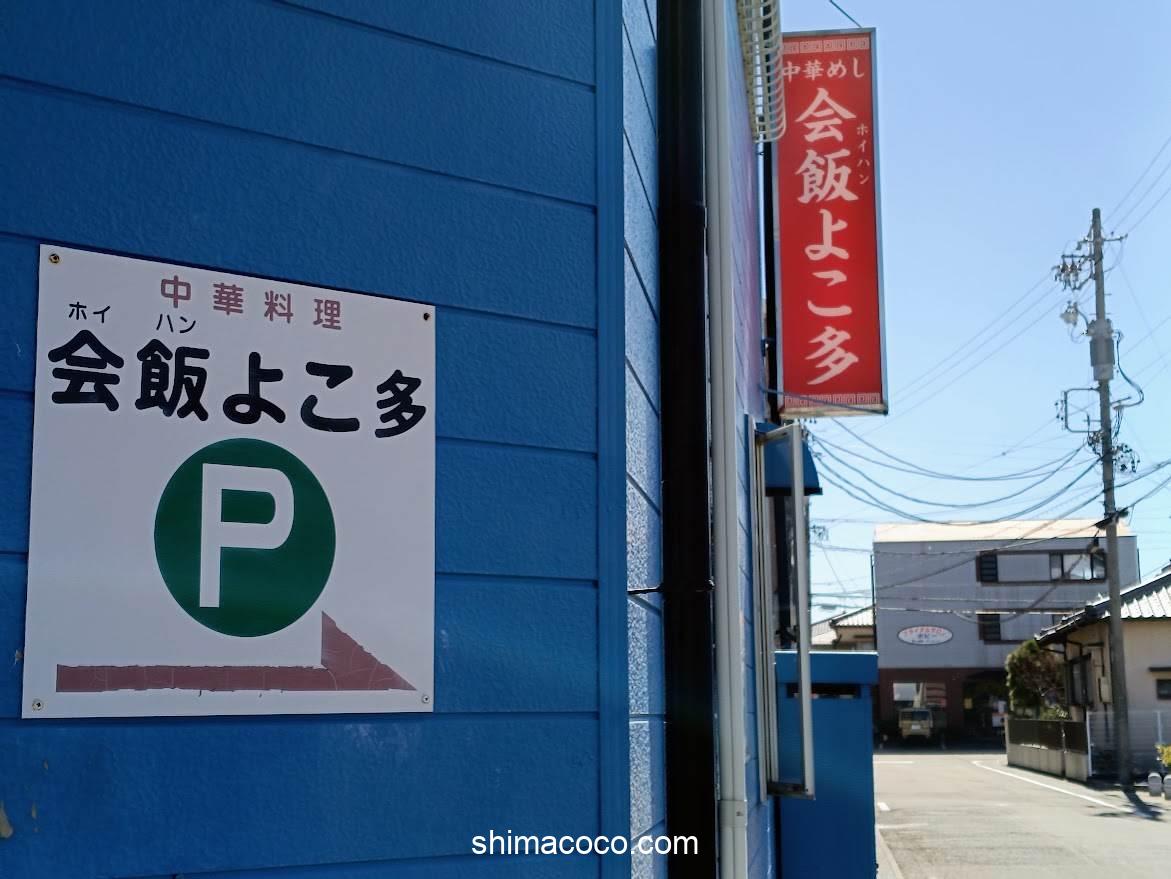 中華料理
ホイ ハン
会飯よこ多
P
中華めし
会飯よこ多
ホイハン
shimacoco.com